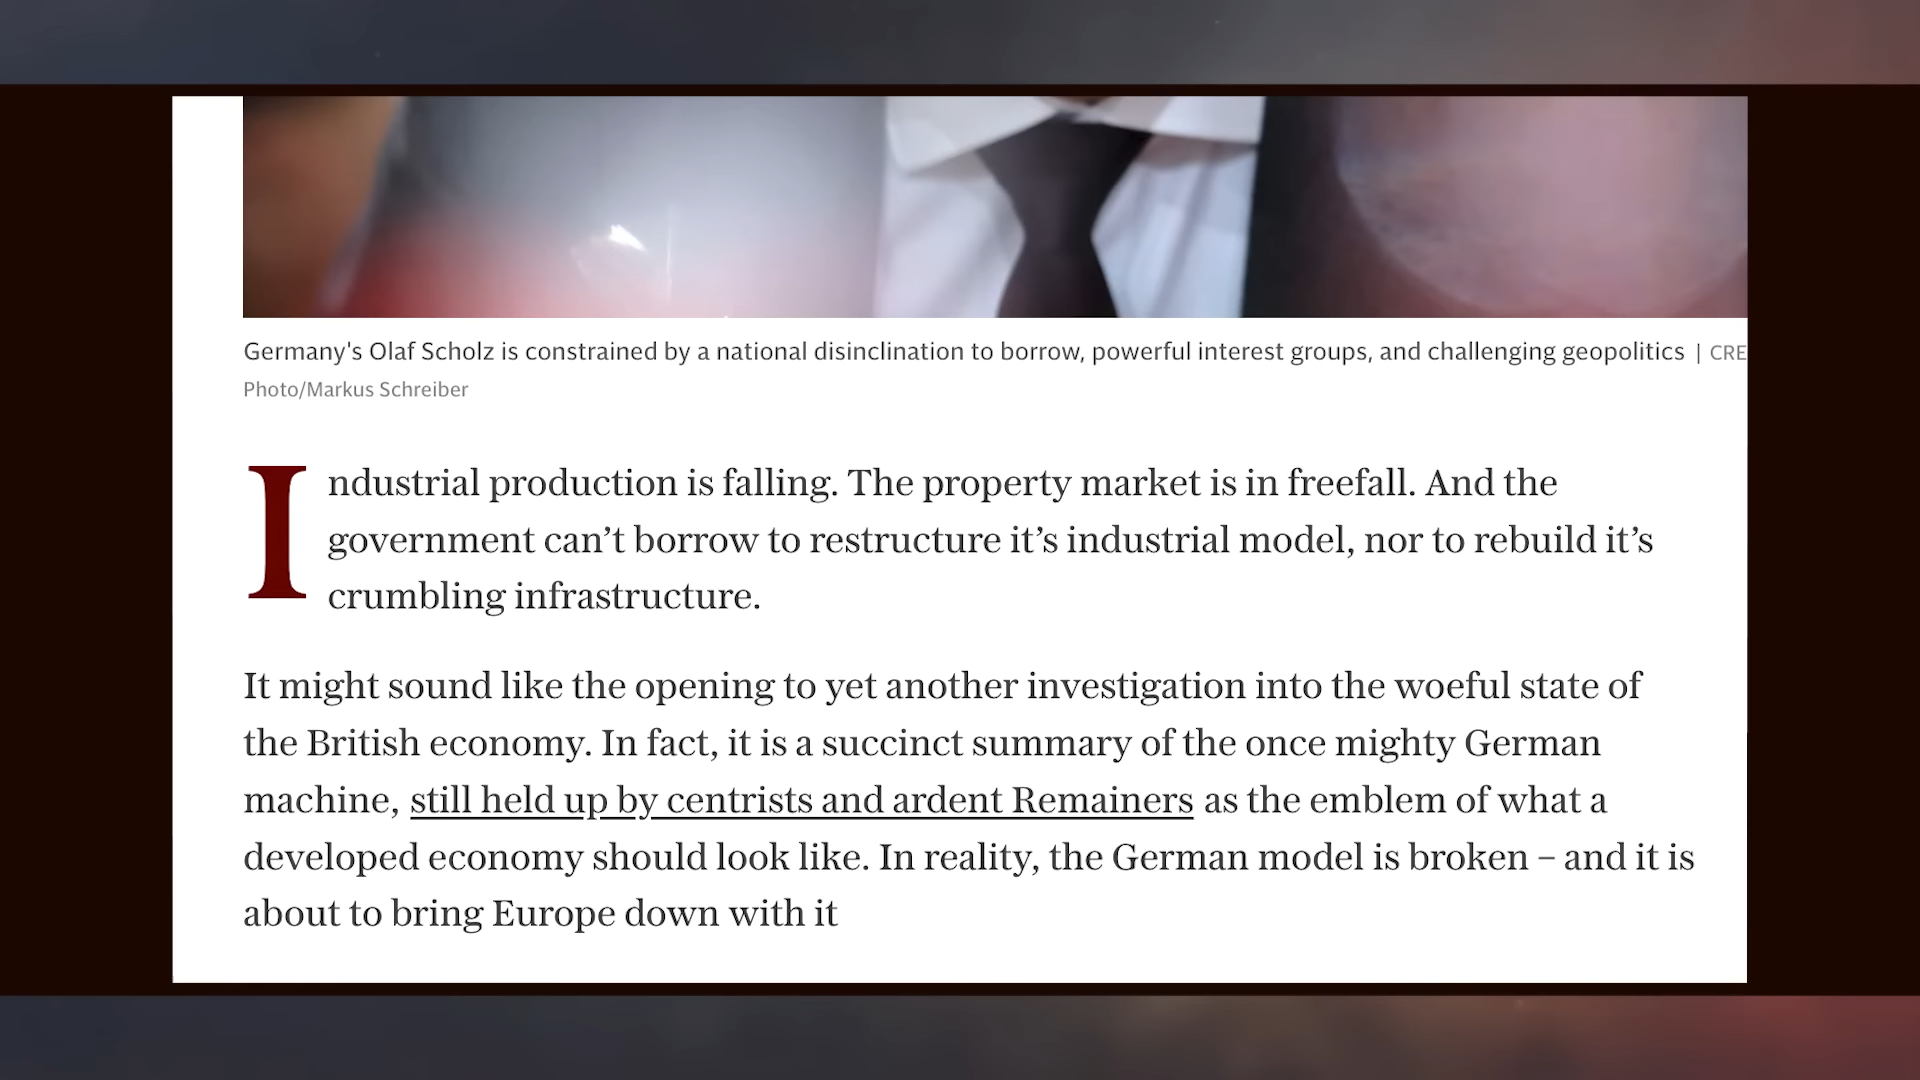 Germany's Olaf Scholz is constrained by a national disinclination to borrow, powerful interest groups, and challenging geopolitics | CRE
Photo/Markus Schreiber
Industrial production is falling. The property market is in freefall. And the
government can’t borrow to restructure it’s industrial model, nor to rebuild it’s
crumbling infrastructure.
It might sound like the opening to yet another investigation into the woeful state of
the British economy. In fact, it is a succinct summary of the once mighty German
machine, still held up by centrists and ardent Remainers as the emblem of what a
developed economy should look like. In reality, the German model is broken – and it is
about to bring Europe down with it